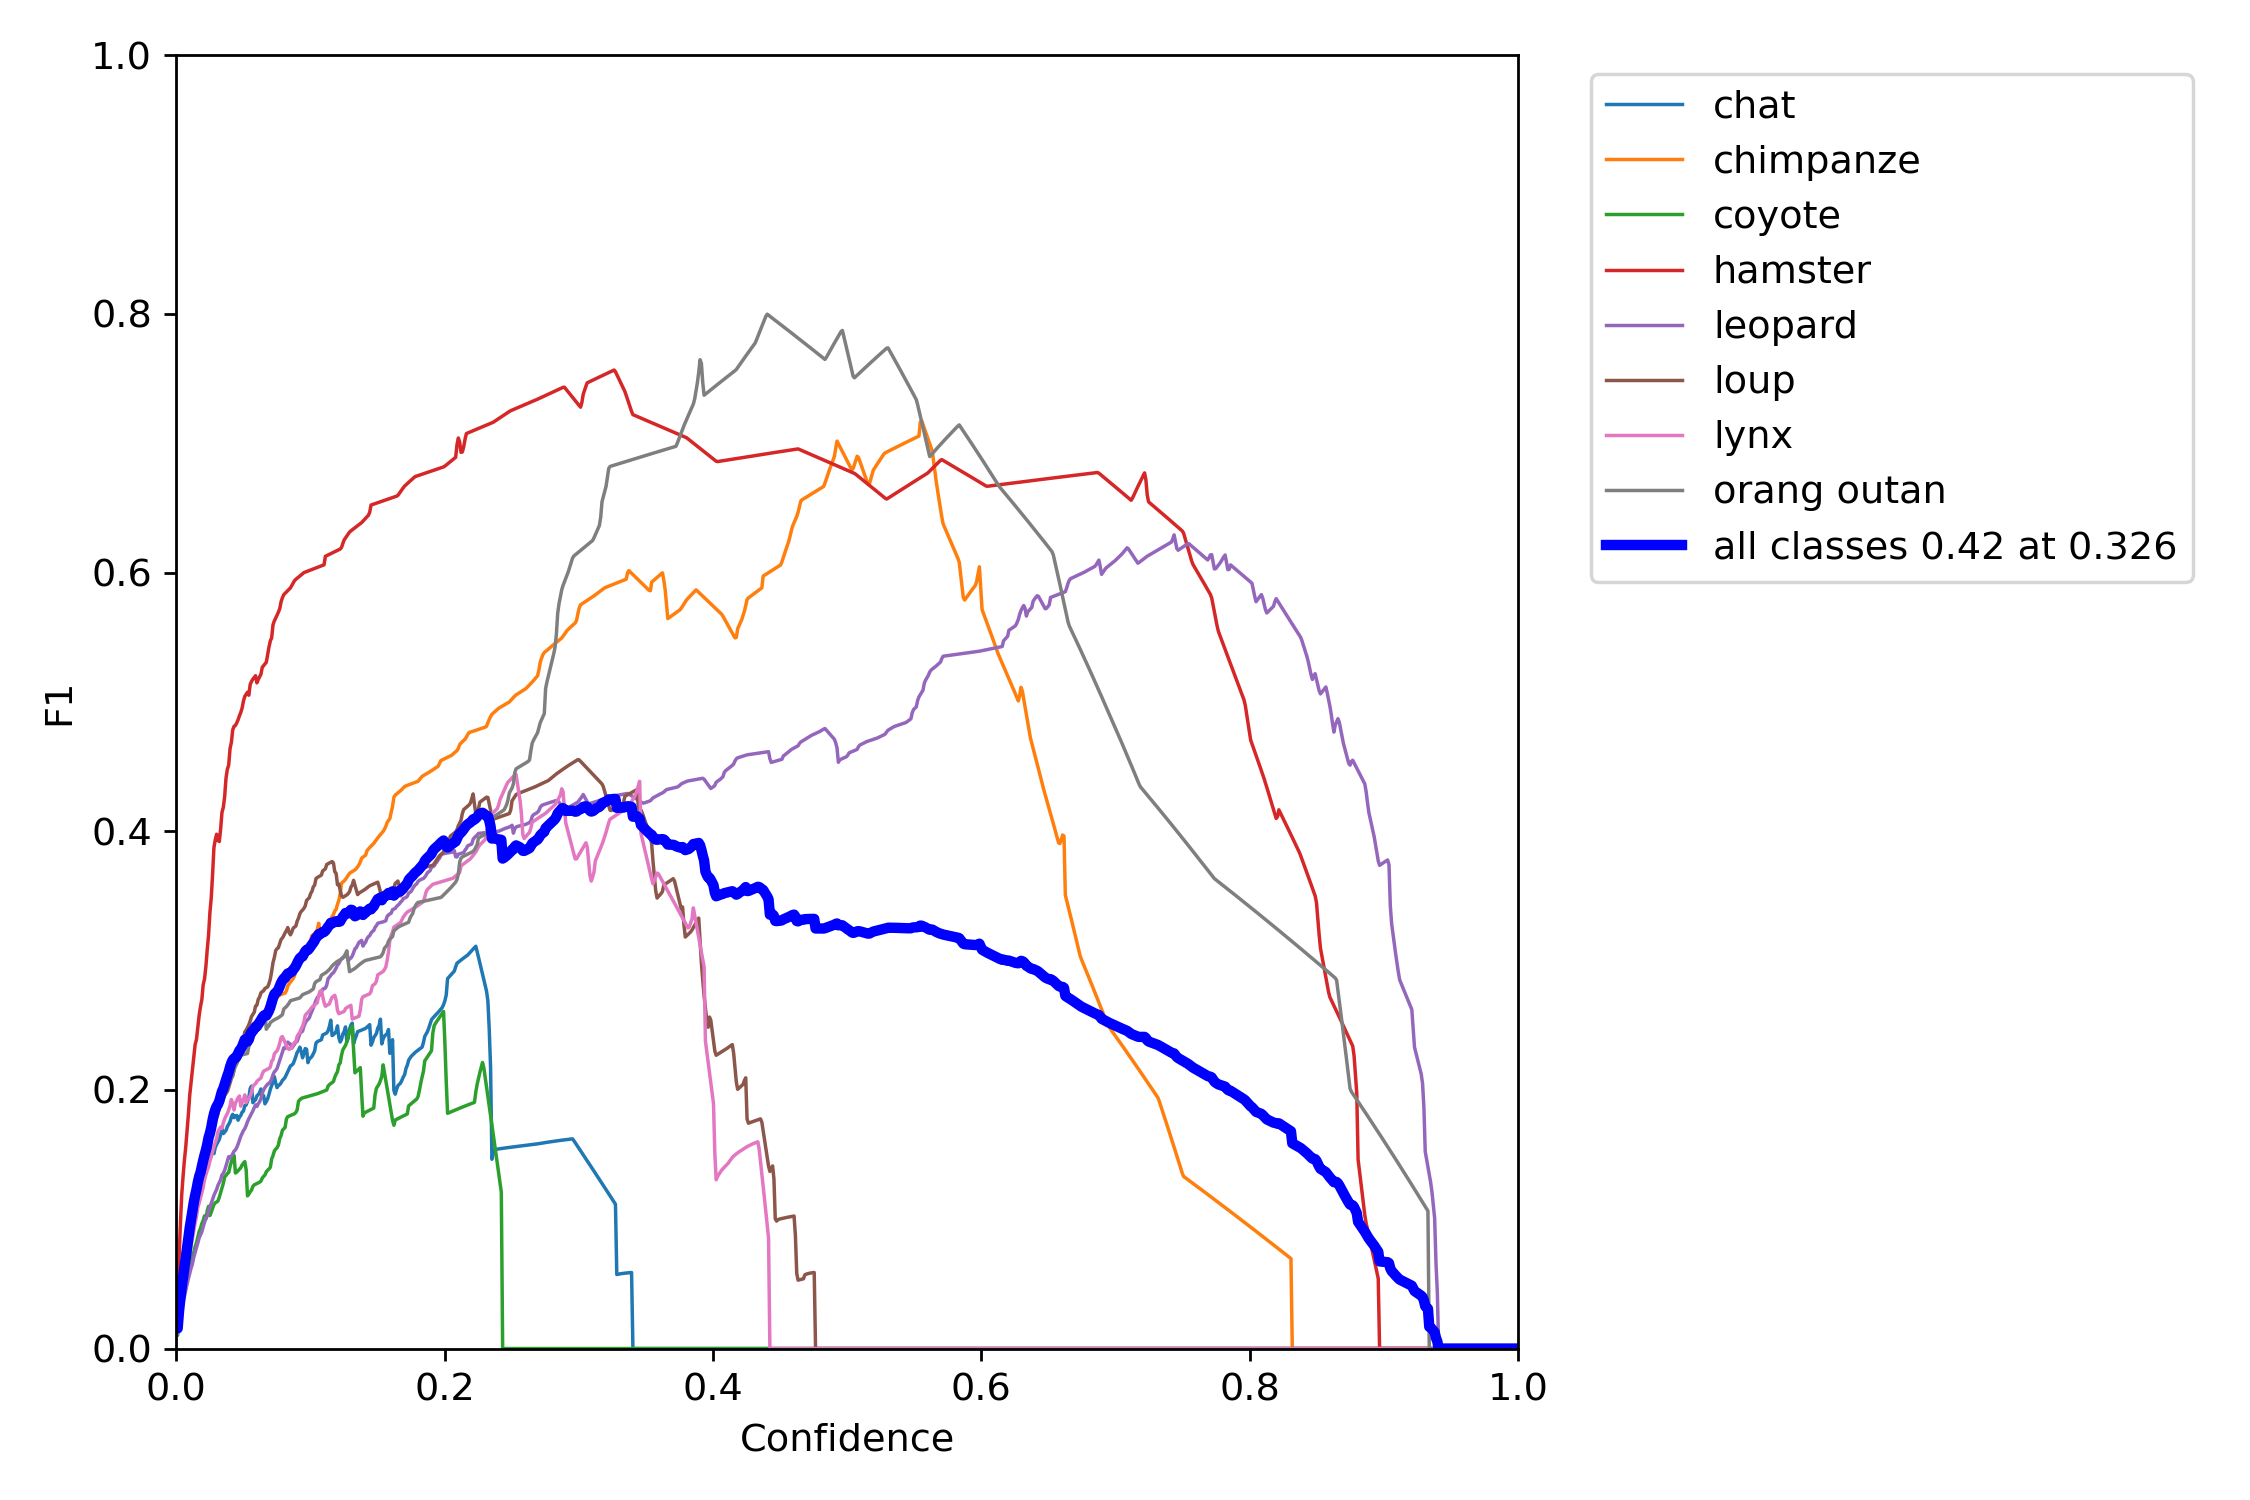 1.0
0.8
0.6
0.4
0.2
0.0
F1
0.0 0.2 0.4 0.6 0.8 1.0
Confidence
chat
chimpanze
coyote
hamster
leopard
loup
lynx
orang outan
all classes 0.42 at 0.326